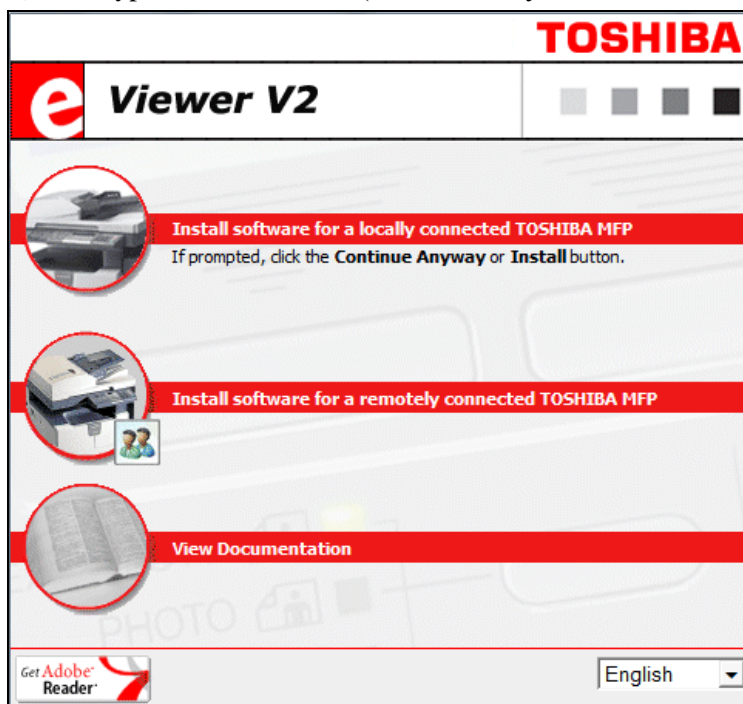 TOSHIBA
e Viewer V2
Install software for a locally connected TOSHIBA MFP
If prompted, click the Continue Anyway or Install button.
Install software for a remotely connected TOSHIBA MFP
View Documentation
PHOTO
Get Adobe
Reader
English